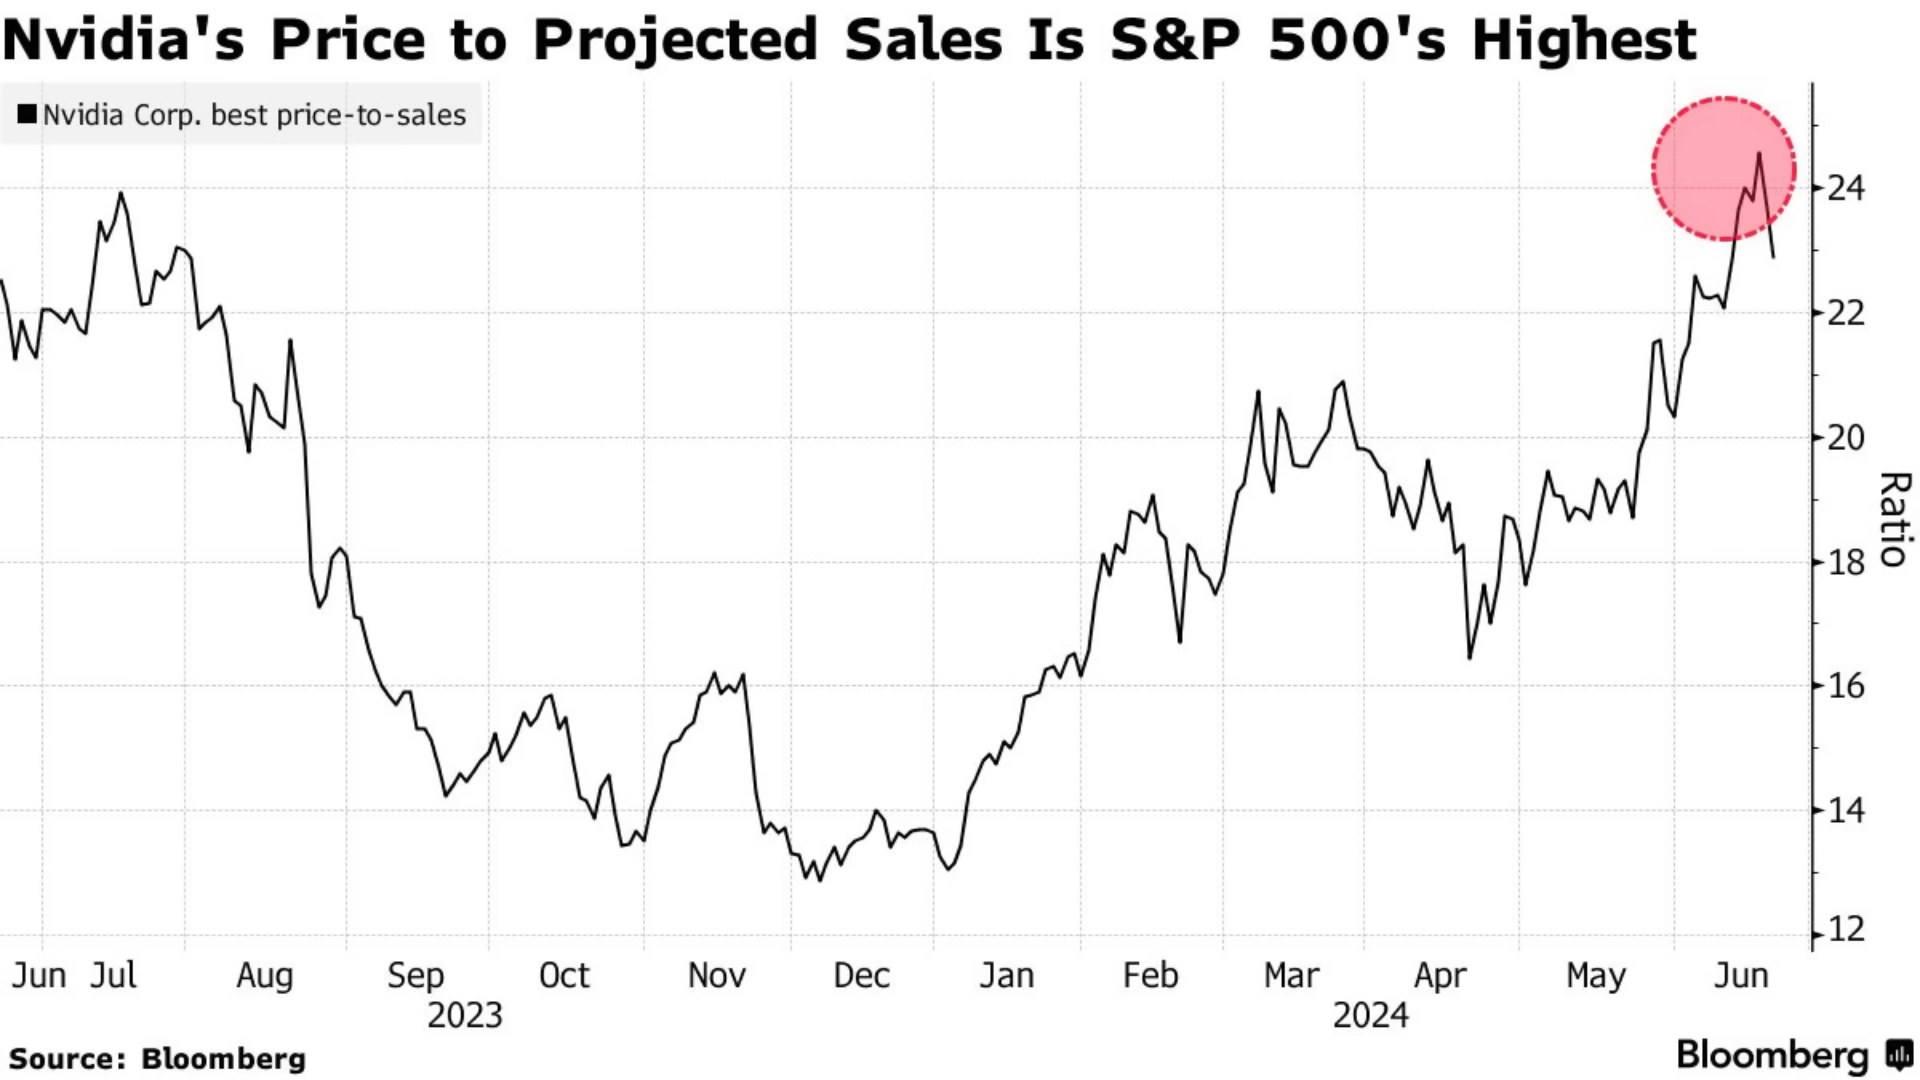 Nvidia's Price to Projected Sales Is S&P 500's Highest
Nvidia Corp. best price-to-sales
24
22
20
18
16
14
12
Ratio
Jun Jul Aug Sep Oct Nov Dec Jan Feb Mar Apr May Jun
2023 2024
Source: Bloomberg
Bloomberg